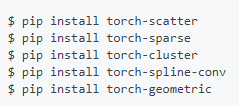 $ pip install torch-scatter
$ pip install torch-sparse
$ pip install torch-cluster
$ pip install torch-spline-conv
$ pip install torch-geometric